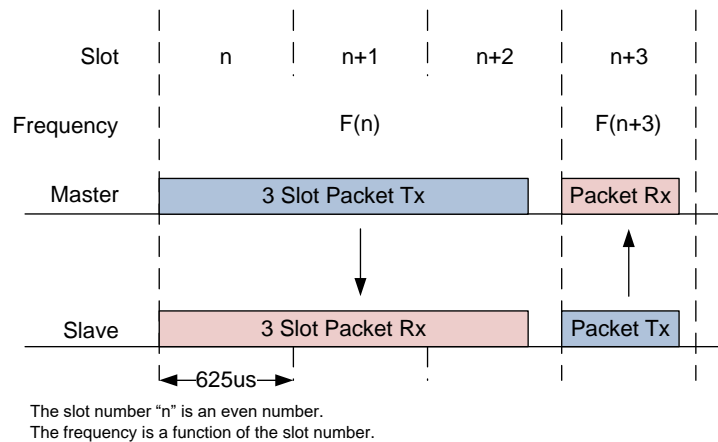 Slot n n+1 n+2 n+3
Frequency F(n) F(n+3)
Master 3 Slot Packet Tx Packet Rx
Slave 3 Slot Packet Rx Packet Tx
625us
The slot number “n” is an even number.
The frequency is a function of the slot number.